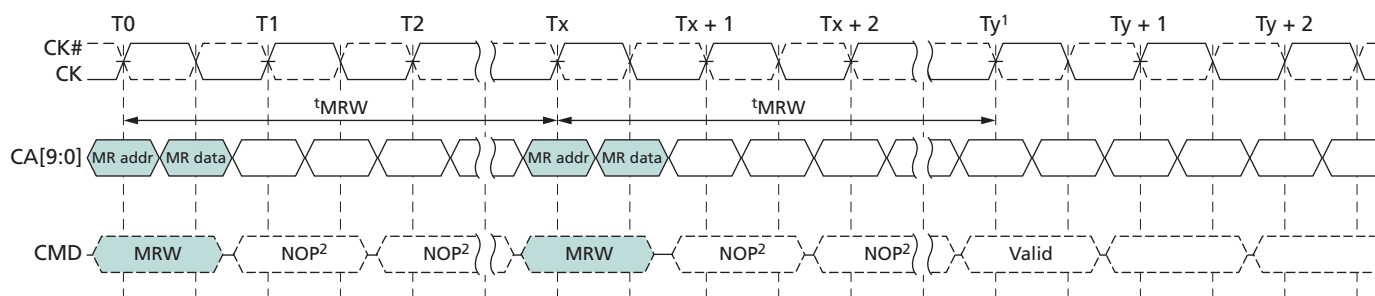 T0 T1 T2 Tx Tx + 1 Tx + 2 Ty¹ Ty + 1 Ty + 2
CK#
CK
ᵗMRW ᵗMRW
CA[9:0] MR addr MR data MR addr MR data
CMD MRW NOP² NOP² MRW NOP² NOP² Valid